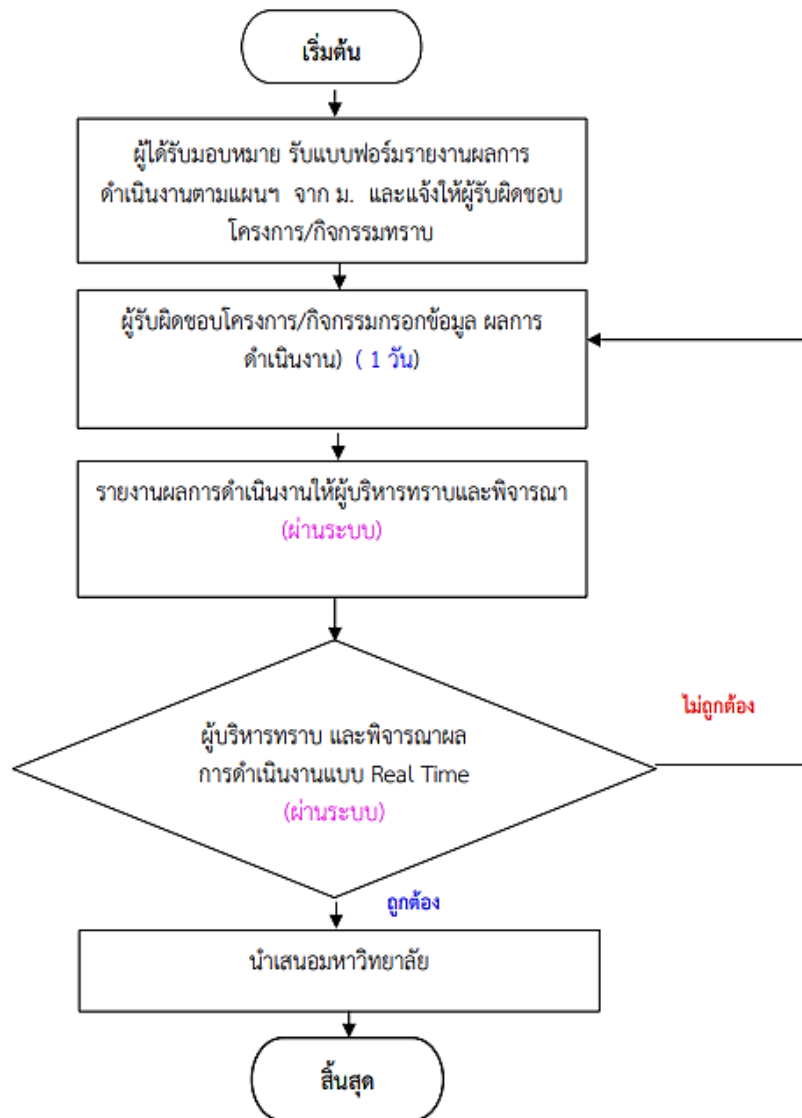 เริ่มต้น
ผู้ได้รับมอบหมาย รับแบบฟอร์มรายงานผลการ
ดำเนินงานตามแผนฯ จาก ม. และแจ้งให้ผู้รับผิดชอบ
โครงการ/กิจกรรมทราบ
ผู้รับผิดชอบโครงการ/กิจกรรมกรอกข้อมูล ผลการ
ดำเนินงาน) ( 1 วัน)
รายงานผลการดำเนินงานให้ผู้บริหารทราบและพิจารณา
(ผ่านระบบ)
ผู้บริหารทราบ และพิจารณาผล
การดำเนินงานแบบ Real Time
(ผ่านระบบ)
ไม่ถูกต้อง
ถูกต้อง
นำเสนอมหาวิทยาลัย
สิ้นสุด